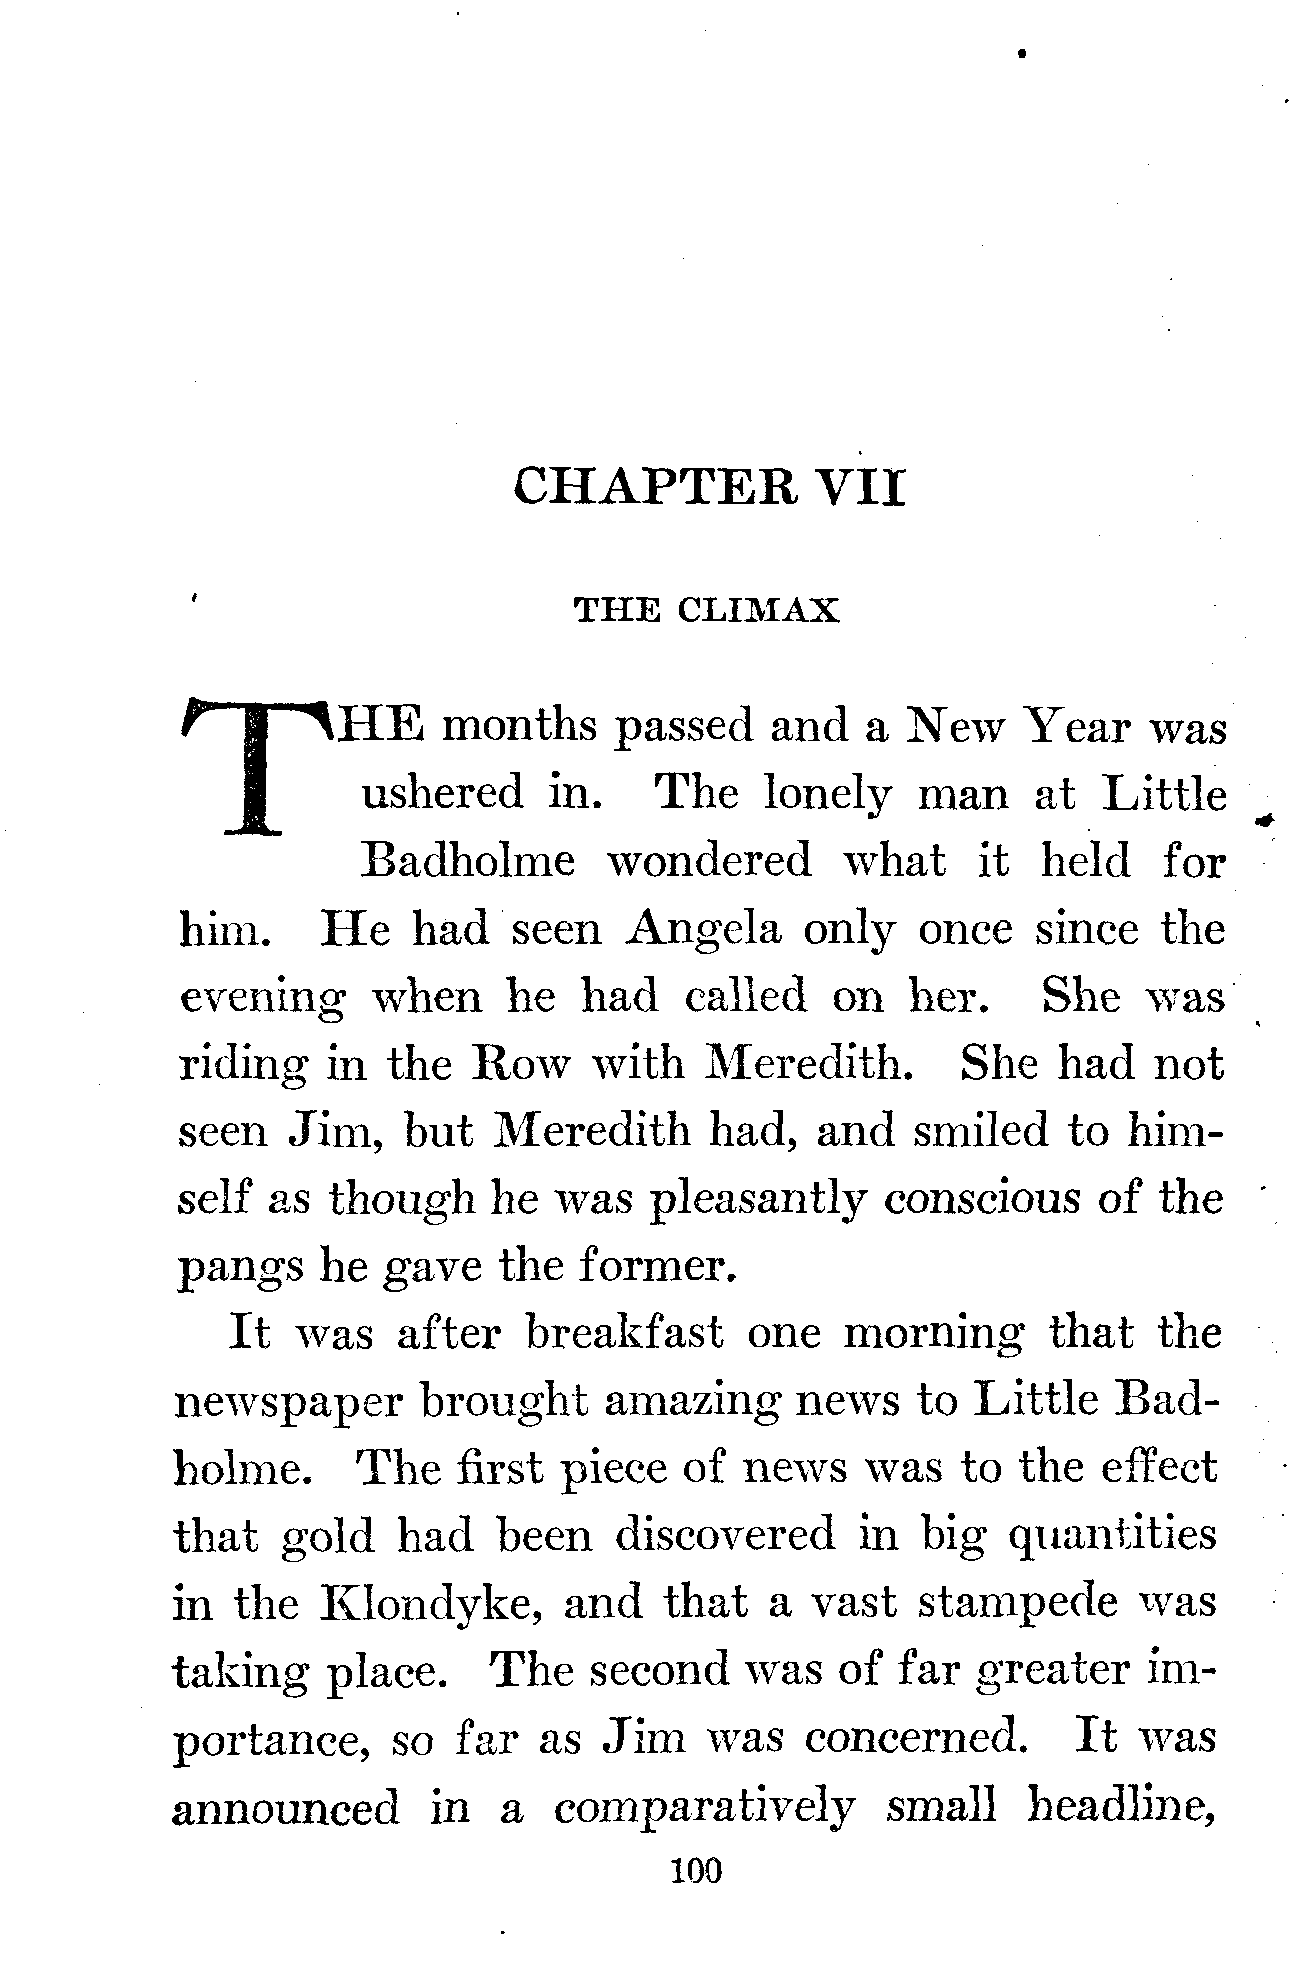 CHAPTER VII
THE CLIMAX
THE months passed and a New Year was
ushered in. The lonely man at Little
Badholme wondered what it held for
him. He had seen Angela only once since the
evening when he had called on her. She was
riding in the Row with Meredith. She had not
seen Jim, but Meredith had, and smiled to him-
self as though he was pleasantly conscious of the
pangs he gave the former.
It was after breakfast one morning that the
newspaper brought amazing news to Little Bad-
holme. The first piece of news was to the effect
that gold had been discovered in big quantities
in the Klondyke, and that a vast stampede was
taking place. The second was of far greater im-
portance, so far as Jim was concerned. It was
announced in a comparatively small headline,
100